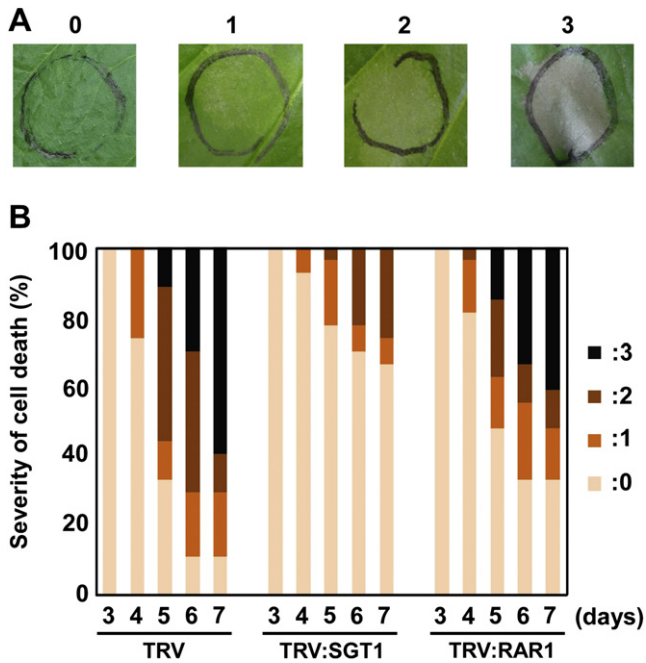 A
0 1 2 3
B
Severity of cell death (%)
100
80
60
40
20
0
:3
:2
:1
:0
3 4 5 6 7 3 4 5 6 7 3 4 5 6 7 (days)
TRV TRV:SGT1 TRV:RAR1